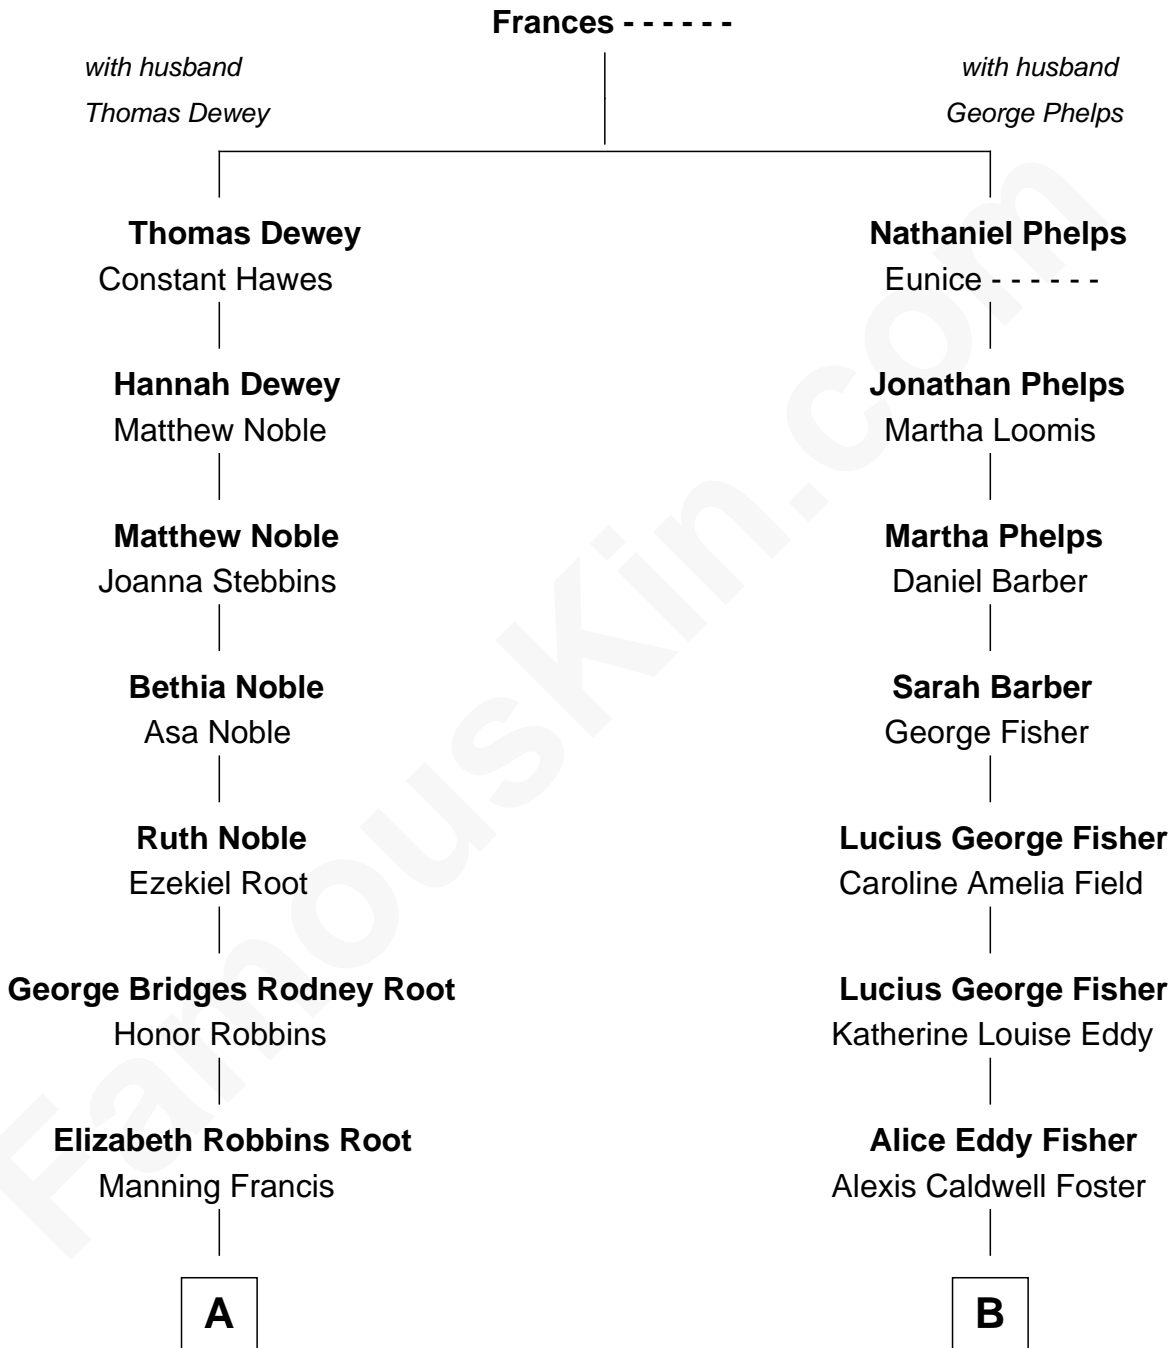 Frances - - - - - -
with husband
Thomas Dewey
with husband
George Phelps
Thomas Dewey
Constant Hawes
Nathaniel Phelps
Eunice - - - - - -
Hannah Dewey
Matthew Noble
Jonathan Phelps
Martha Loomis
Matthew Noble
Joanna Stebbins
Martha Phelps
Daniel Barber
Bethia Noble
Asa Noble
Sarah Barber
George Fisher
Ruth Noble
Ezekiel Root
Lucius George Fisher
Caroline Amelia Field
George Bridges Rodney Root
Honor Robbins
Lucius George Fisher
Katherine Louise Eddy
Elizabeth Robbins Root
Manning Francis
Alice Eddy Fisher
Alexis Caldwell Foster
A
B
FamousKin.com